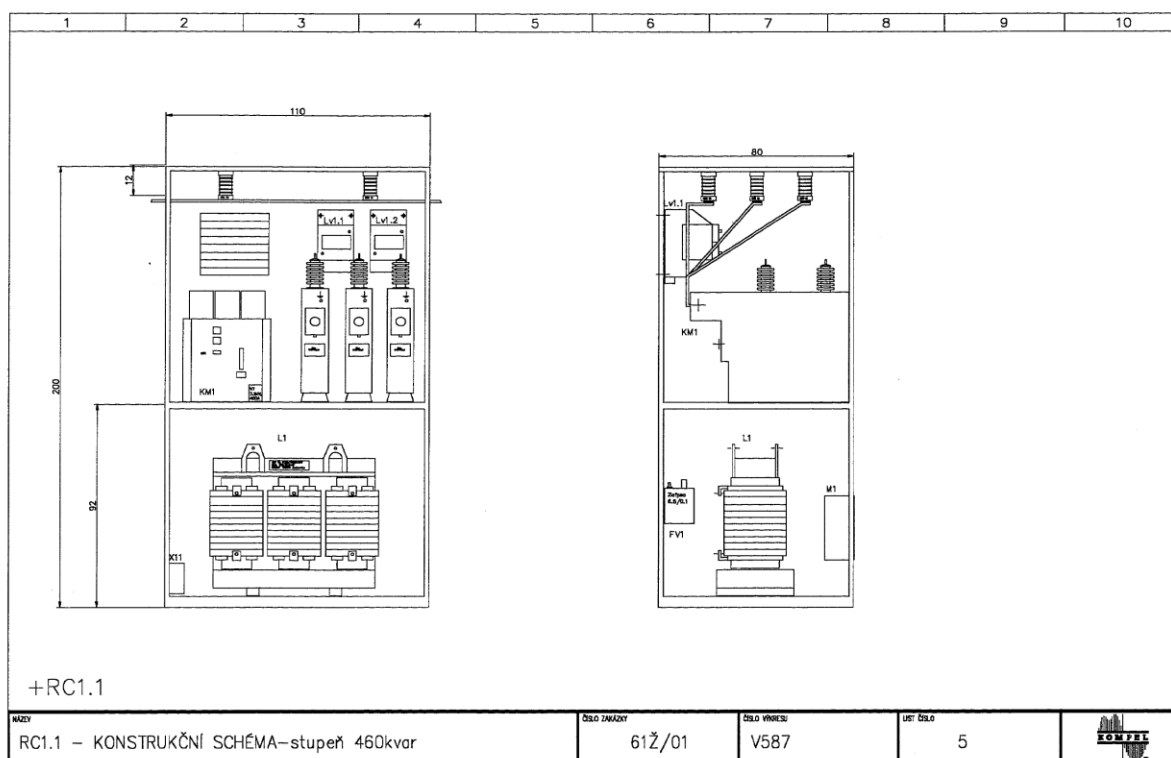 1 2 3 4 5 6 7 8 9 10
110
80
12
200
92
Lv1.1 Lv1.2
KM1
L1
X11
Lv1.1
KM1
L1
M1
FV1
+RC1.1
NÁZEV
RC1.1 – KONSTRUKČNÍ SCHÉMA–stupeň 460kvar
ČÍSLO ZAKÁZKY
61Ž/01
ČÍSLO VÝKRESU
V587
LIST ČÍSLO
5
KOMPEL